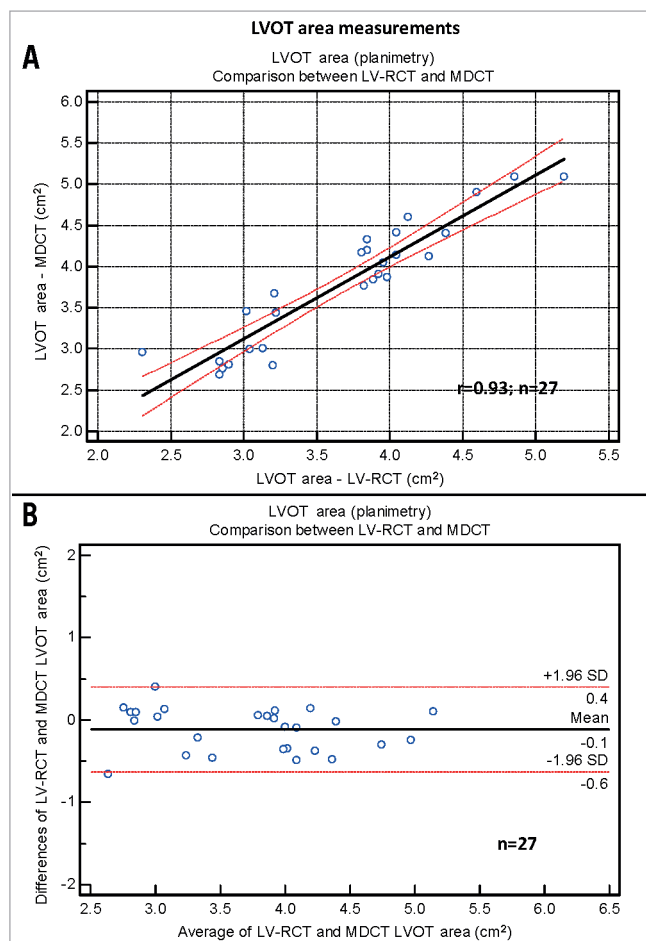 LVOT area measurements
A
LVOT area (planimetry)
Comparison between LV-RCT and MDCT
LVOT area - MDCT (cm²)
6.0
5.5
5.0
4.5
4.0
3.5
3.0
2.5
2.0
r=0.93; n=27
2.0 2.5 3.0 3.5 4.0 4.5 5.0 5.5
LVOT area - LV-RCT (cm²)
B
LVOT area (planimetry)
Comparison between LV-RCT and MDCT
Differences of LV-RCT and MDCT LVOT area (cm²)
2
1
0
-1
-2
+1.96 SD
0.4
Mean
-0.1
-1.96 SD
-0.6
n=27
2.5 3.0 3.5 4.0 4.5 5.0 5.5 6.0 6.5
Average of LV-RCT and MDCT LVOT area (cm²)